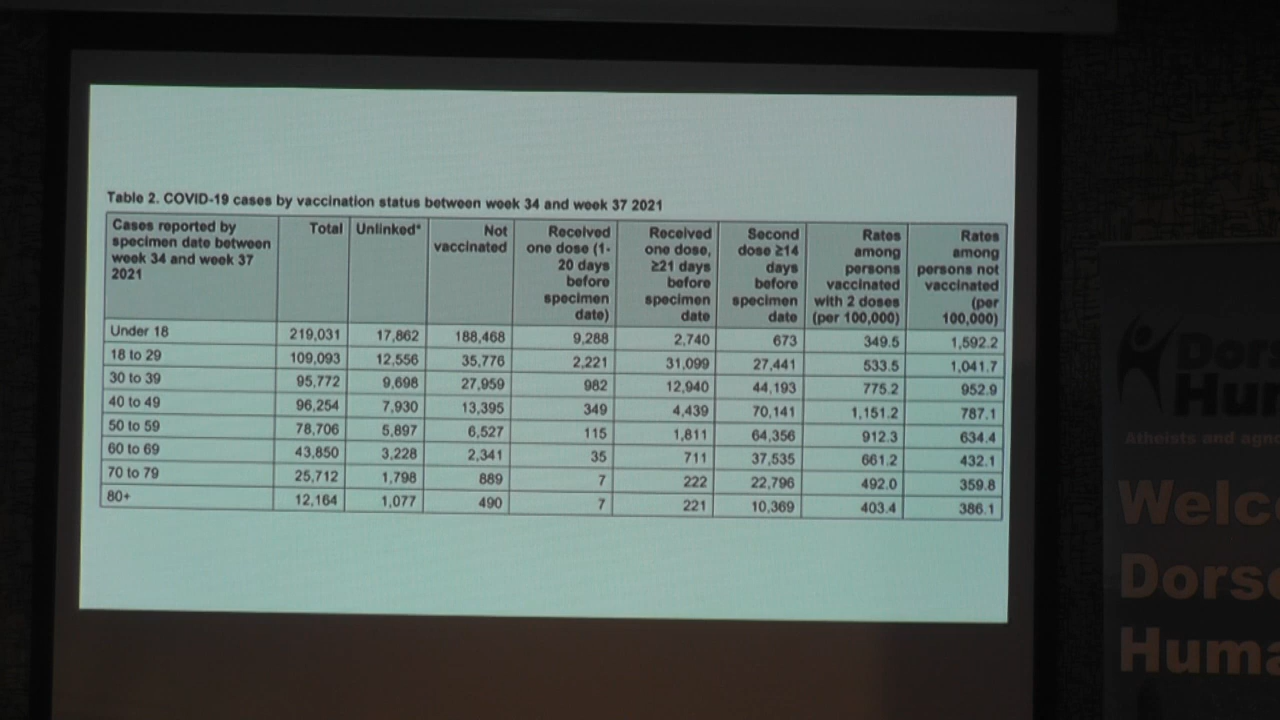 Table 2. COVID-19 cases by vaccination status between week 34 and week 37 2021
Cases reported by specimen date between week 34 and week 37 2021 Total Unlinked* Not vaccinated Received one dose (1-20 days before specimen date) Received one dose, ≥21 days before specimen date Second dose ≥14 days before specimen date Rates among persons vaccinated with 2 doses (per 100,000) Rates among persons not vaccinated (per 100,000)
Under 18 219,031 17,862 188,468 9,288 2,740 673 349.5 1,592.2
18 to 29 109,093 12,556 35,776 2,221 31,099 27,441 533.5 1,041.7
30 to 39 95,772 9,698 27,959 982 12,940 44,193 775.2 952.9
40 to 49 96,254 7,930 13,395 349 4,439 70,141 1,151.2 787.1
50 to 59 78,706 5,897 6,527 115 1,811 64,356 912.3 634.4
60 to 69 43,850 3,228 2,341 35 711 37,535 661.2 432.1
70 to 79 25,712 1,798 889 7 222 22,796 492.0 359.8
80+ 12,164 1,077 490 7 221 10,369 403.4 386.1
Dors
Hu
Atheists and agn
Welc
Dors
Huma